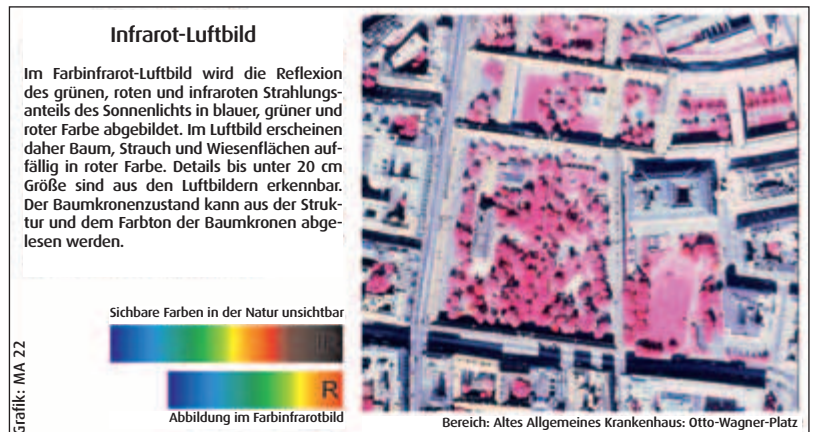 Infrarot-Luftbild
Im Farbinfrarot-Luftbild wird die Reflexion
des grünen, roten und infraroten Strahlungs-
anteils des Sonnenlichts in blauer, grüner und
roter Farbe abgebildet. Im Luftbild erscheinen
daher Baum, Strauch und Wiesenflächen auf-
fällig in roter Farbe. Details bis unter 20 cm
Größe sind aus den Luftbildern erkennbar.
Der Baumkronenzustand kann aus der Struk-
tur und dem Farbton der Baumkronen abge-
lesen werden.
Sichbare Farben in der Natur unsichtbar
IR
R
Abbildung im Farbinfrarotbild
Grafik: MA 22
Bereich: Altes Allgemeines Krankenhaus: Otto-Wagner-Platz